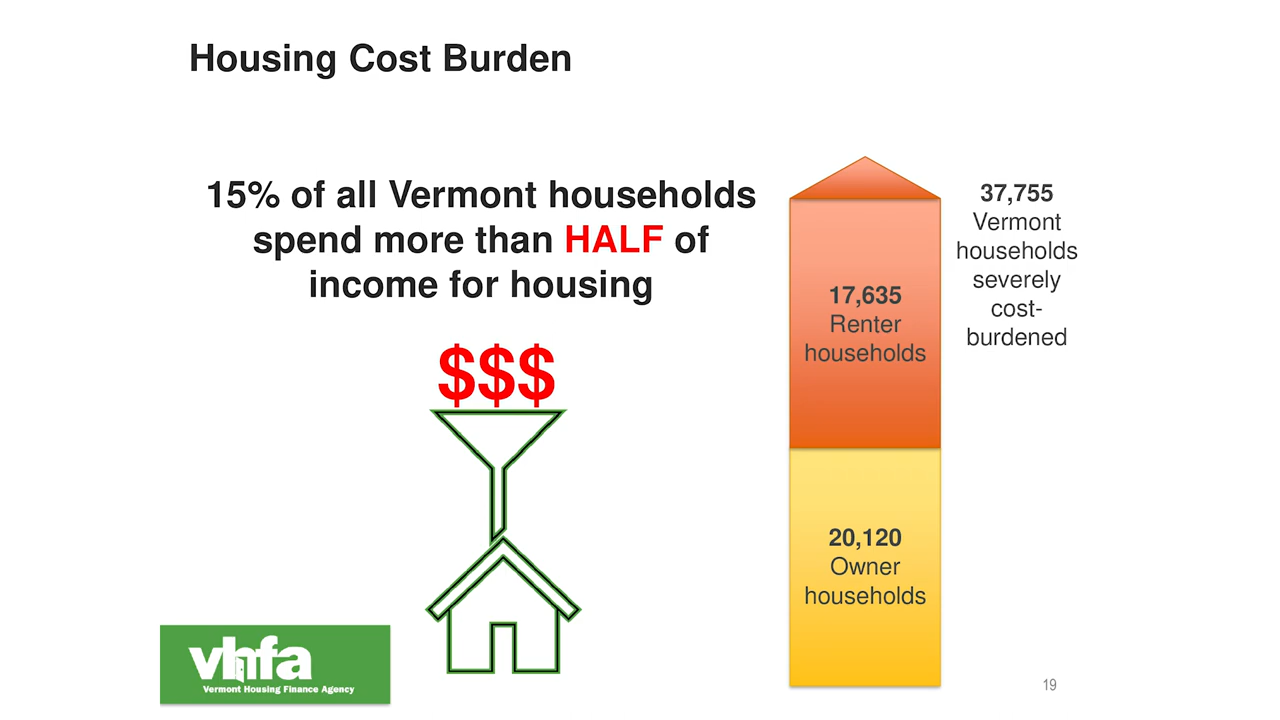 Housing Cost Burden
15% of all Vermont households
spend more than HALF of
income for housing
$$$
17,635
Renter
households
20,120
Owner
households
37,755
Vermont
households
severely
cost-
burdened
vhfa
Vermont Housing Finance Agency
19